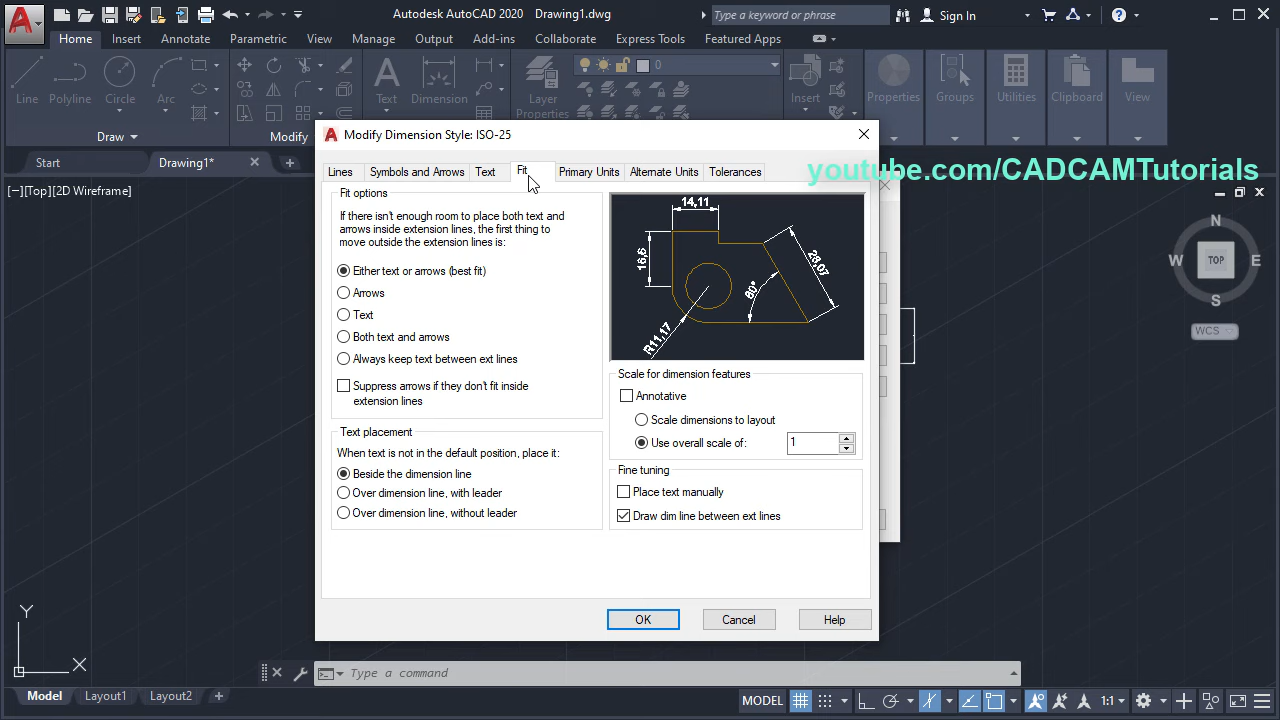 Autodesk AutoCAD 2020 Drawing1.dwg
Type a keyword or phrase
Sign In
Home Insert Annotate Parametric View Manage Output Add-ins Collaborate Express Tools Featured Apps
Line Polyline Circle Arc Text Dimension Layer Properties Insert Properties Groups Utilities Clipboard View
0
Draw Modify
Start Drawing1*
[−][Top][2D Wireframe]
youtube.com/CADCAMTutorials
Modify Dimension Style: ISO-25
Lines Symbols and Arrows Text Fit Primary Units Alternate Units Tolerances
Fit options
If there isn't enough room to place both text and
arrows inside extension lines, the first thing to
move outside the extension lines is:
Either text or arrows (best fit)
Arrows
Text
Both text and arrows
Always keep text between ext lines
Suppress arrows if they don't fit inside
extension lines
Text placement
When text is not in the default position, place it:
Beside the dimension line
Over dimension line, with leader
Over dimension line, without leader
14,11
16,6
28,07
60°
R11,17
Scale for dimension features
Annotative
Scale dimensions to layout
Use overall scale of: 1
Fine tuning
Place text manually
Draw dim line between ext lines
OK Cancel Help
N
W TOP E
S
WCS
Y
X
Type a command
Model Layout1 Layout2 +
MODEL 1:1